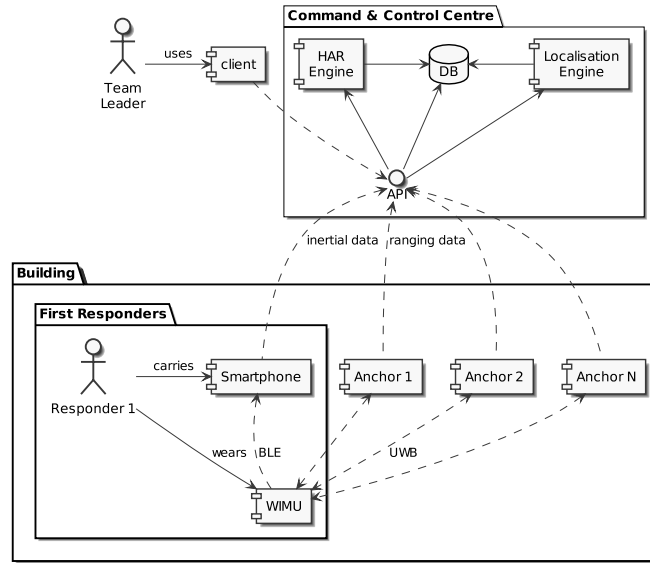 Command & Control Centre
uses
client
HAR
Engine
DB
Localisation
Engine
Team
Leader
API
inertial data
ranging data
Building
First Responders
carries
Smartphone
Anchor 1
Anchor 2
Anchor N
Responder 1
wears
BLE
UWB
WIMU